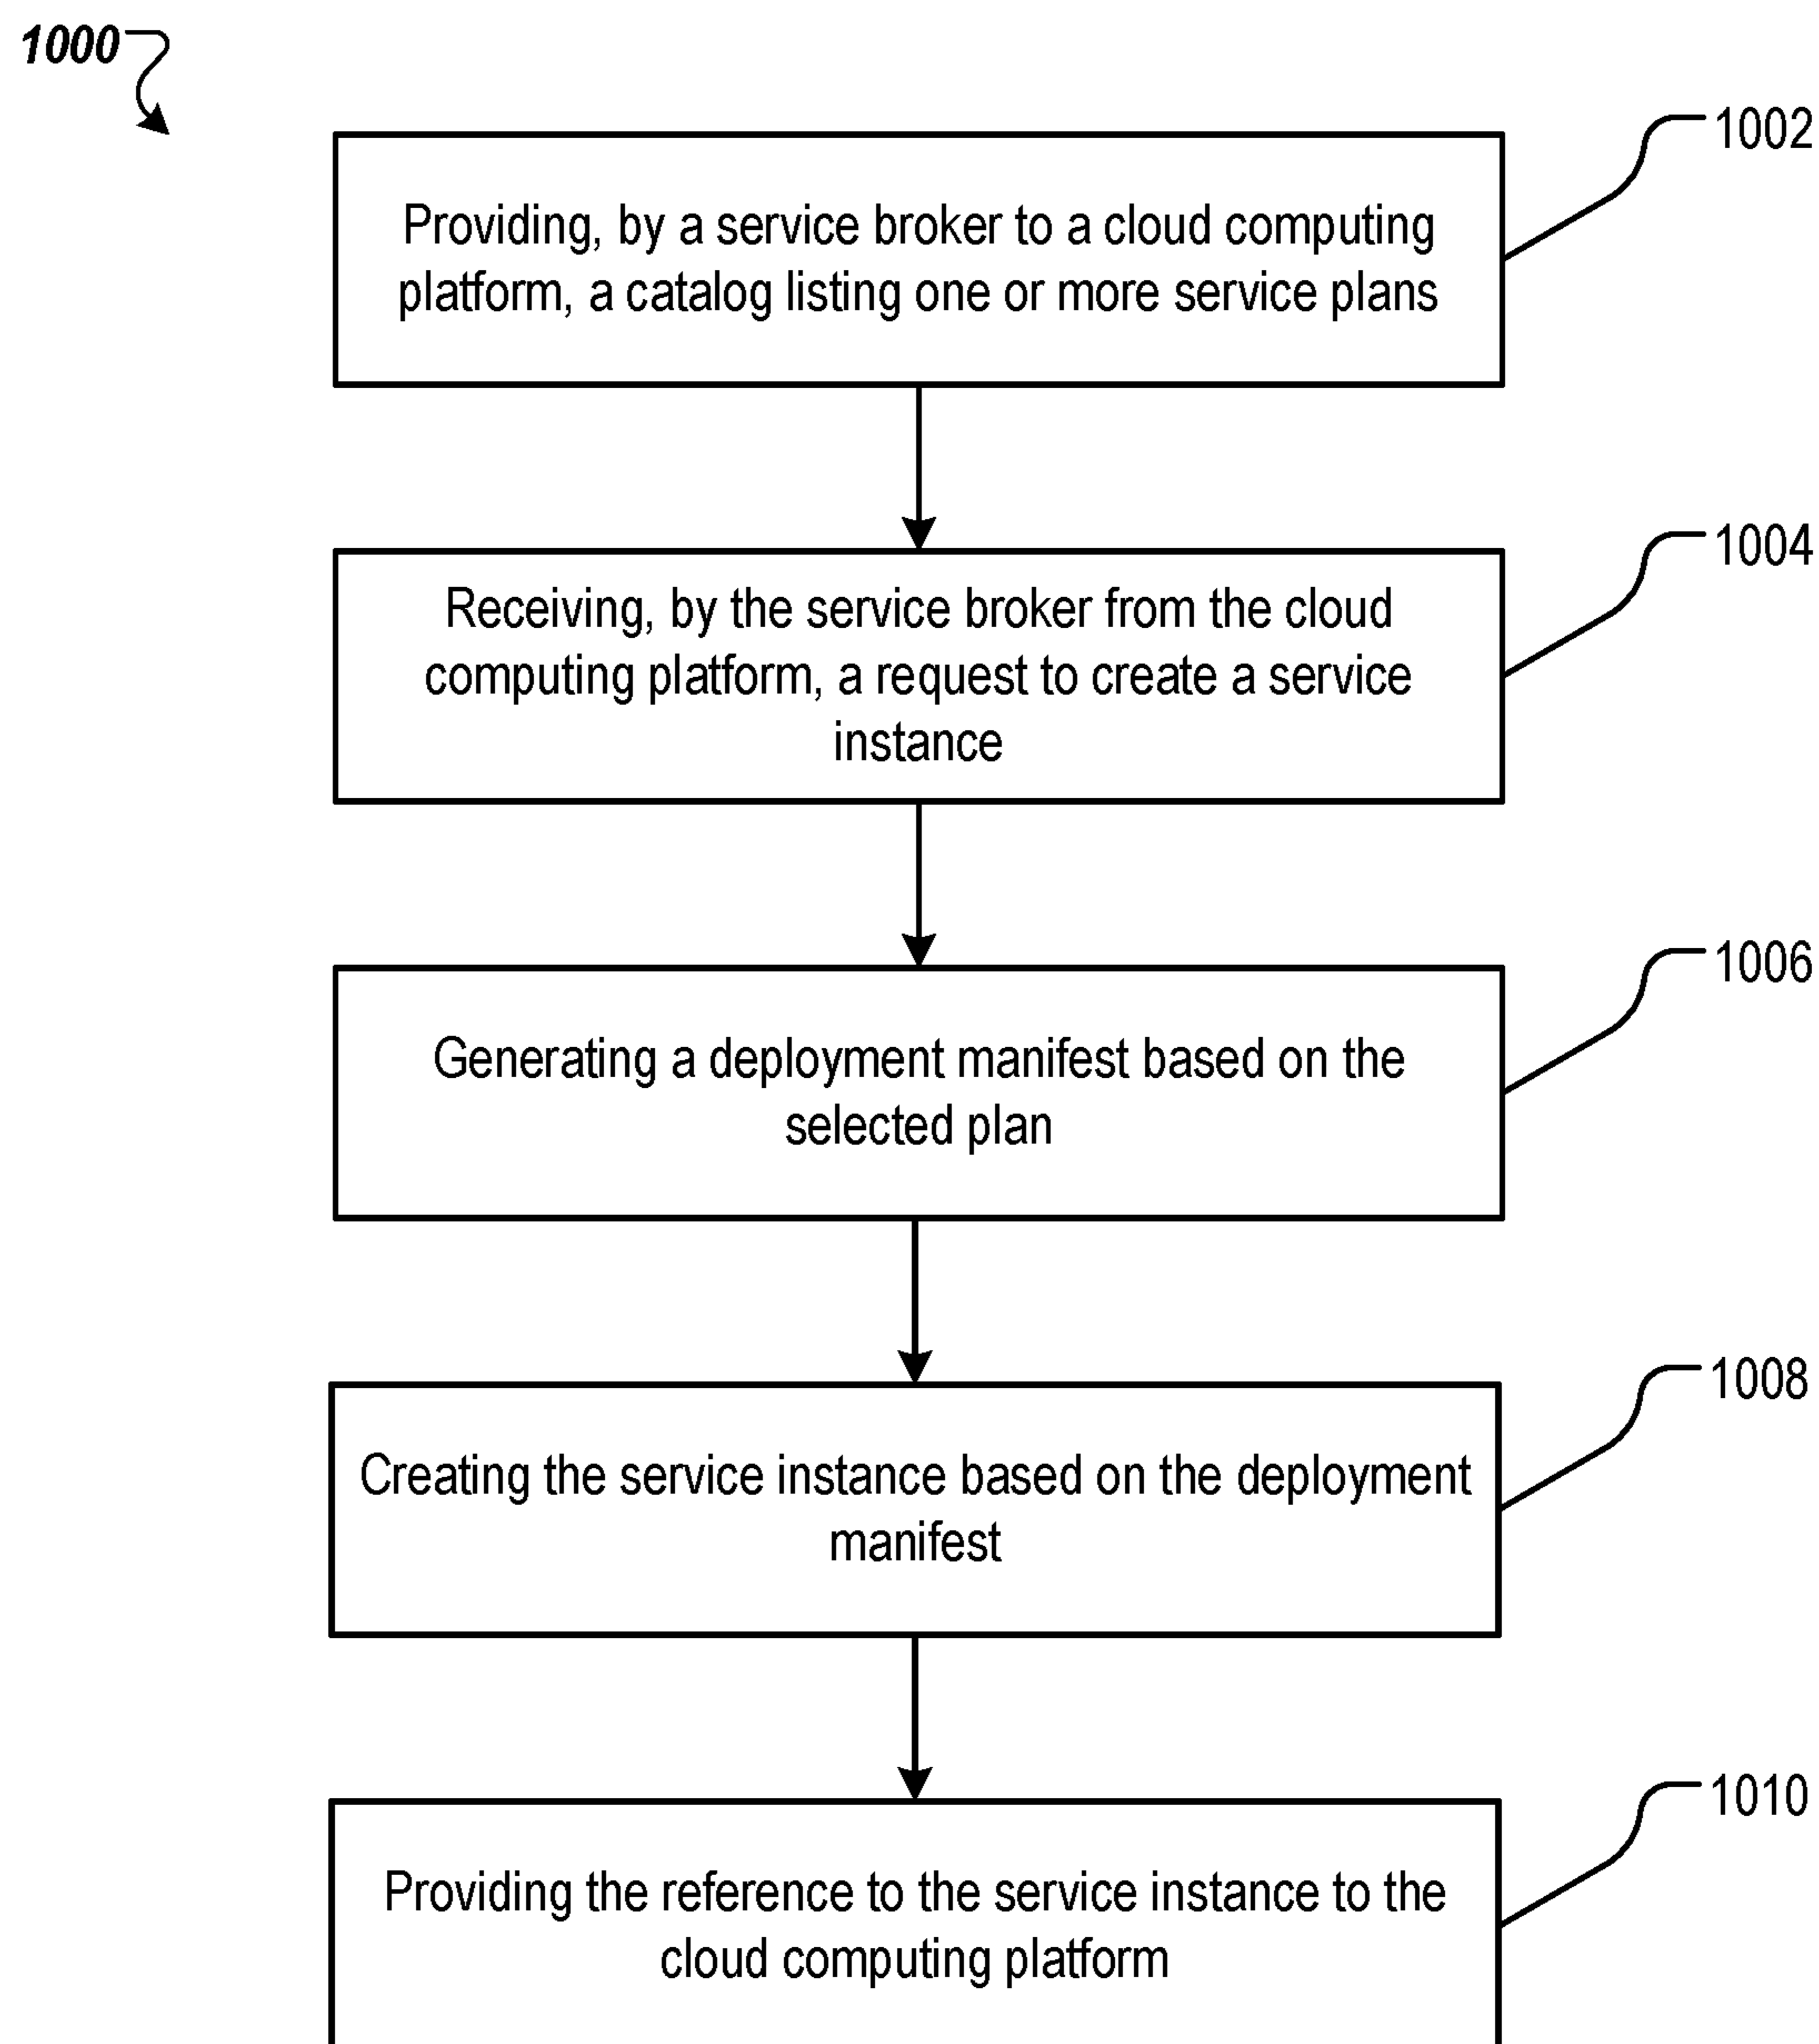 1000
1002
Providing, by a service broker to a cloud computing
platform, a catalog listing one or more service plans
1004
Receiving, by the service broker from the cloud
computing platform, a request to create a service
instance
1006
Generating a deployment manifest based on the
selected plan
1008
Creating the service instance based on the deployment
manifest
1010
Providing the reference to the service instance to the
cloud computing platform